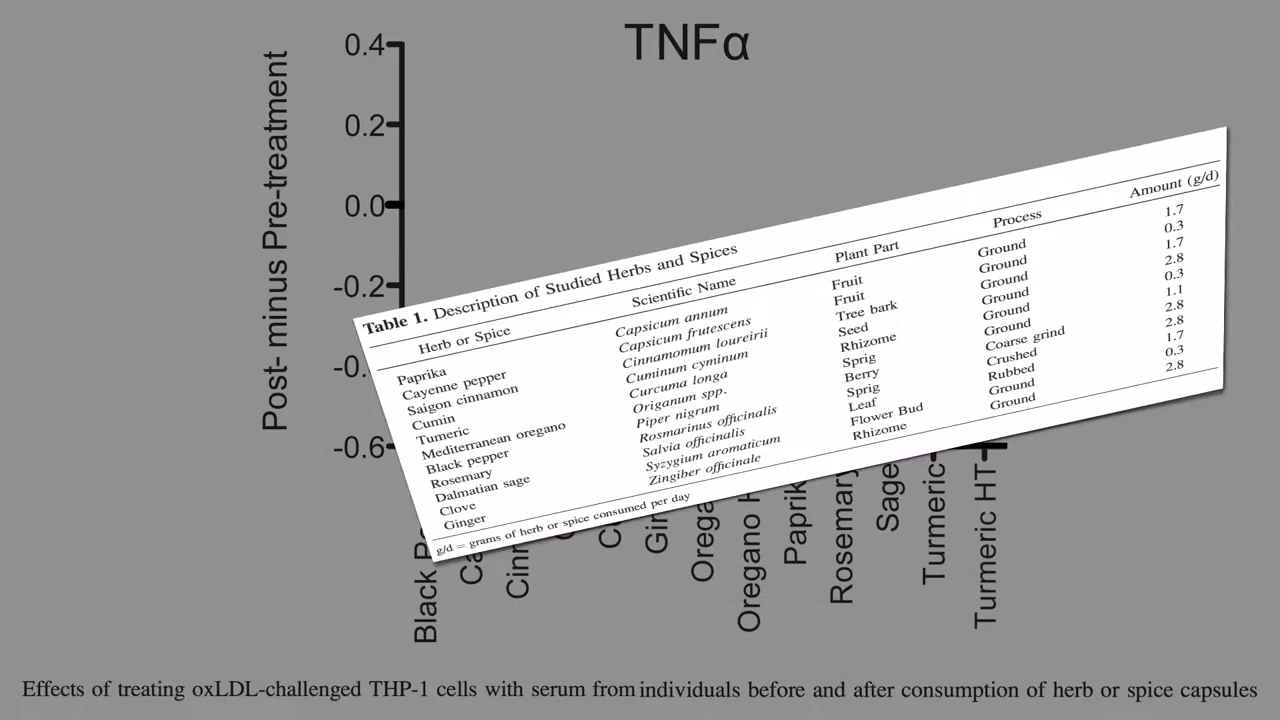 TNFα
Post- minus Pre-treatment
0.4
0.2
0.0
-0.2
-0.6
Table 1. Description of Studied Herbs and Spices
Herb or Spice Scientific Name Plant Part Process Amount (g/d)
Paprika Capsicum annum Fruit Ground 1.7
Cayenne pepper Capsicum frutescens Fruit Ground 0.3
Saigon cinnamon Cinnamomum loureirii Tree bark Ground 1.7
Cumin Cuminum cyminum Seed Ground 2.8
Tumeric Curcuma longa Rhizome Ground 0.3
Mediterranean oregano Origanum spp. Sprig Ground 1.1
Black pepper Piper nigrum Berry Coarse grind 2.8
Rosemary Rosmarinus officinalis Sprig Crushed 2.8
Dalmatian sage Salvia officinalis Leaf Rubbed 1.7
Clove Syzygium aromaticum Flower Bud Ground 0.3
Ginger Zingiber officinale Rhizome Ground 2.8
g/d = grams of herb or spice consumed per day
Black
Oregano
Rosemary
Sage
Turmeric
Turmeric HT
Effects of treating oxLDL-challenged THP-1 cells with serum from individuals before and after consumption of herb or spice capsules